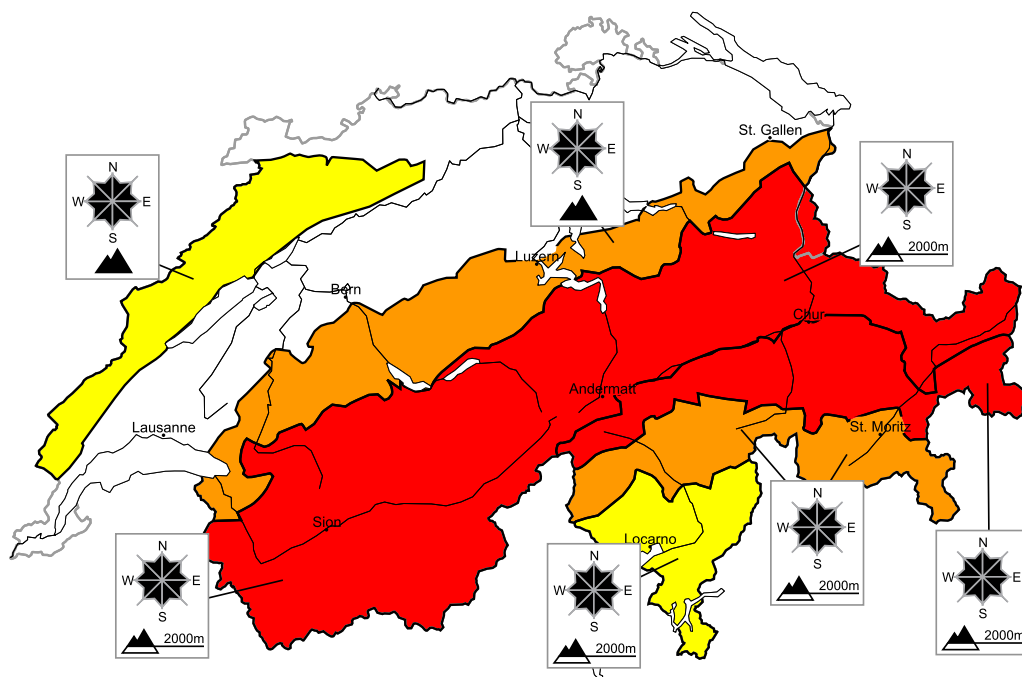 N
St. Gallen
W E
N
S
W E
N
S
W E
2000m
S
Luzern
Bern
Chur
Andermatt
Lausanne
St. Moritz
N
Sion
W E
N
Locarno
S
W E
2000m
N
N
S
W E
W E
2000m
S
S
2000m
2000m
N
W E
S
2000m